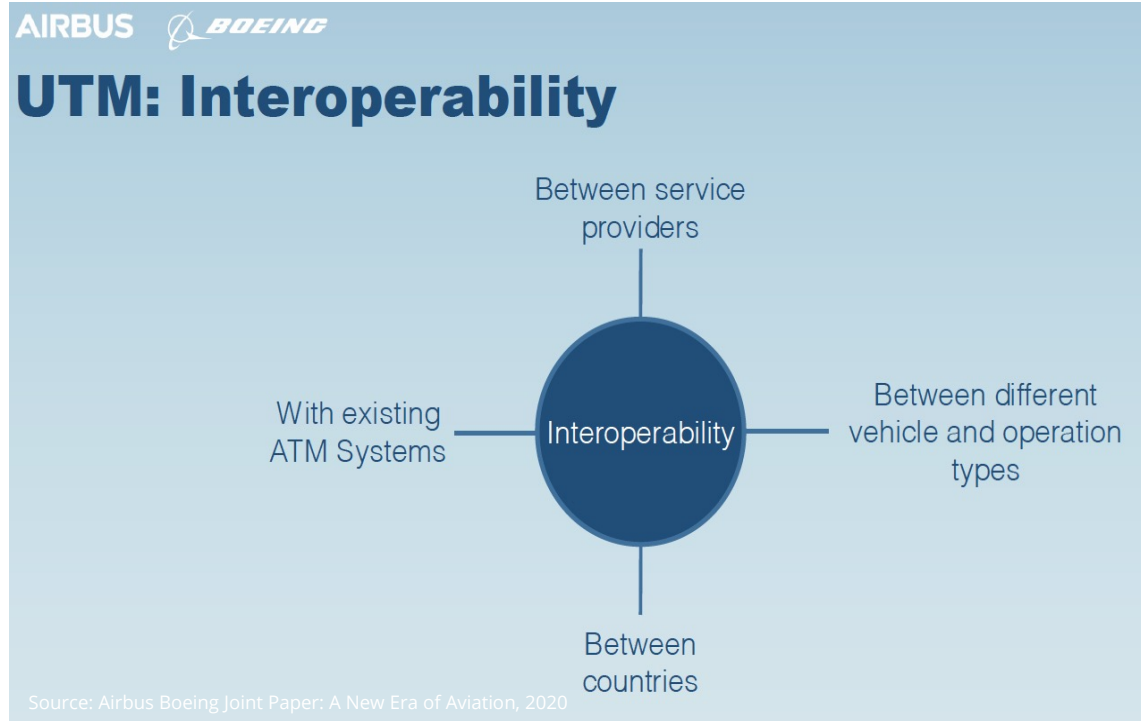 AIRBUS BOEING
UTM: Interoperability
Between service
providers
With existing
ATM Systems
Interoperability
Between different
vehicle and operation
types
Between
countries
Source: Airbus Boeing Joint Paper: A New Era of Aviation, 2020